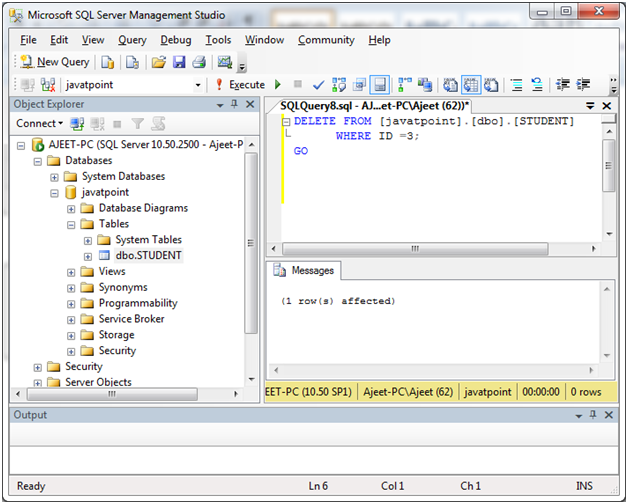 Microsoft SQL Server Management Studio
File Edit View Query Debug Tools Window Community Help
New Query
javatpoint Execute
Object Explorer
Connect
AJEET-PC (SQL Server 10.50.2500 - Ajeet-P
Databases
System Databases
javatpoint
Database Diagrams
Tables
System Tables
dbo.STUDENT
Views
Synonyms
Programmability
Service Broker
Storage
Security
Security
Server Objects
SQLQuery8.sql - AJ...et-PC\Ajeet (62))*
DELETE FROM [javatpoint].[dbo].[STUDENT]
WHERE ID =3;
GO
Messages
(1 row(s) affected)
EET-PC (10.50 SP1) Ajeet-PC\Ajeet (62) javatpoint 00:00:00 0 rows
Output
Ready Ln 6 Col 1 Ch 1 INS